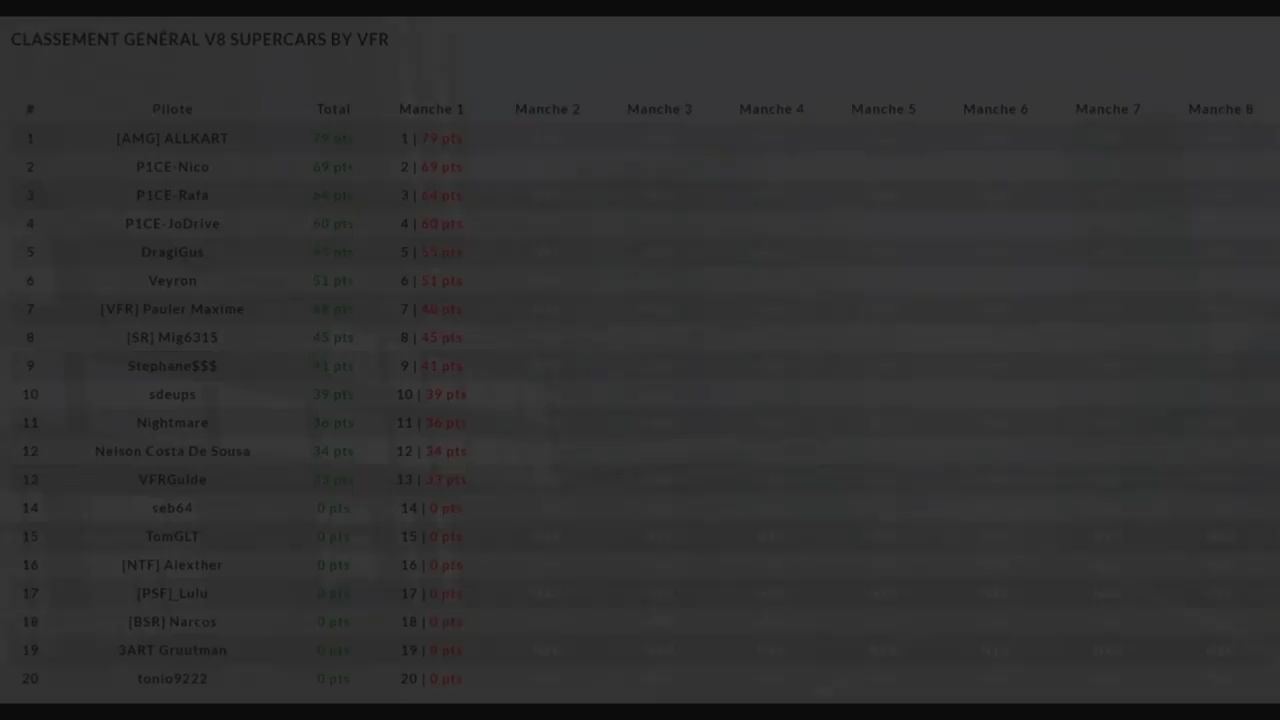 CLASSEMENT GÉNÉRAL V8 SUPERCARS BY VFR
# Pilote Total Manche 1 Manche 2 Manche 3 Manche 4 Manche 5 Manche 6 Manche 7 Manche 8
1 [AMG] ALLKART 79 pts 1 | 79 pts
2 P1CE-Nico 69 pts 2 | 69 pts
3 P1CE-Rafa 64 pts 3 | 64 pts
4 P1CE-JoDrive 60 pts 4 | 60 pts
5 DragiGus 55 pts 5 | 55 pts
6 Veyron 51 pts 6 | 51 pts
7 [VFR] Pauler Maxime 48 pts 7 | 48 pts
8 [SR] Mig6315 45 pts 8 | 45 pts
9 Stephane$$$ 41 pts 9 | 41 pts
10 sdeups 39 pts 10 | 39 pts
11 Nightmare 36 pts 11 | 36 pts
12 Nelson Costa De Sousa 34 pts 12 | 34 pts
13 VFRGuide 33 pts 13 | 33 pts
14 seb64 0 pts 14 | 0 pts
15 TomGLT 0 pts 15 | 0 pts
16 [NTF] Alexther 0 pts 16 | 0 pts
17 [PSF]_Lulu 0 pts 17 | 0 pts
18 [BSR] Narcos 0 pts 18 | 0 pts
19 3ART Gruutman 0 pts 19 | 0 pts
20 tonio9222 0 pts 20 | 0 pts